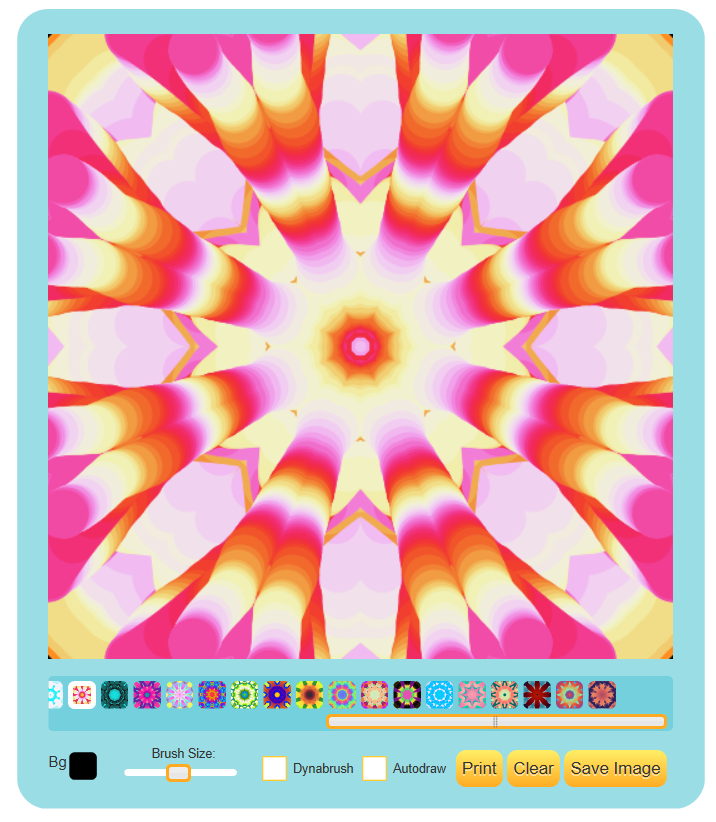 Bg
Brush Size:
Dynabrush
Autodraw
Print
Clear
Save Image